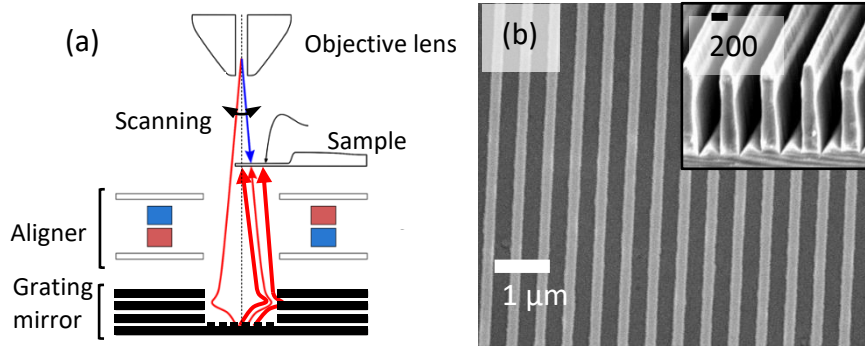 (a)
Objective lens
Scanning
Sample
Aligner
Grating
mirror
(b)
200
1 μm